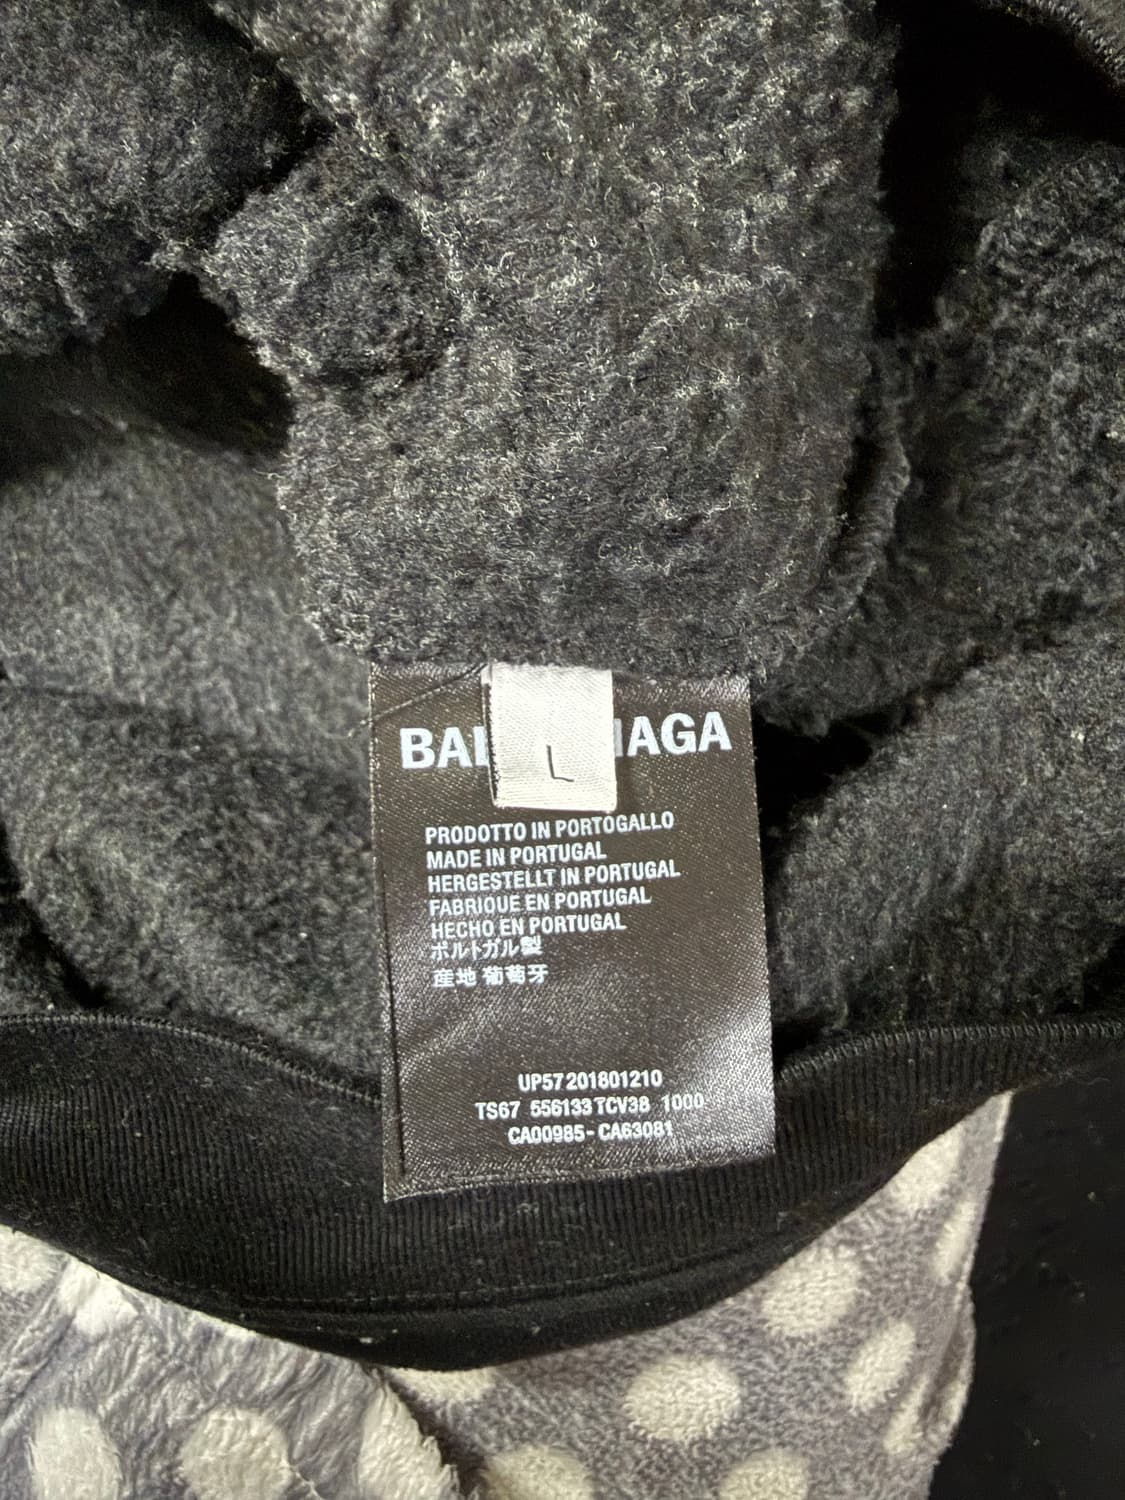 L
PRODOTTO IN PORTOGALLO
MADE IN PORTUGAL
HERGESTELLT IN PORTUGAL
FABRIQUE EN PORTUGAL
HECHO EN PORTUGAL
ポルトガル製
産地 葡萄牙
UP57 201801210
TS67 556133 TCV38 1000
CA00985 - CA63081